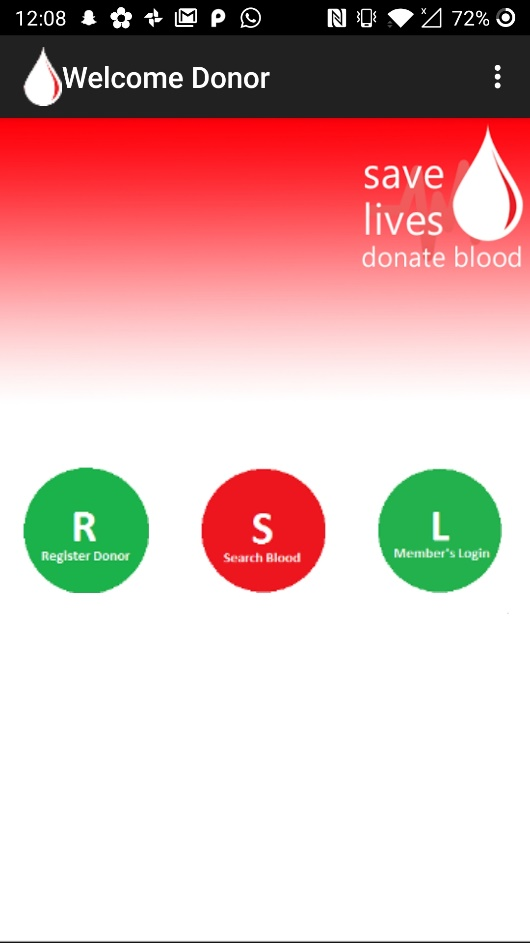 12:08 72%
Welcome Donor
save
lives
donate blood
R
Register Donor
S
Search Blood
L
Member's Login